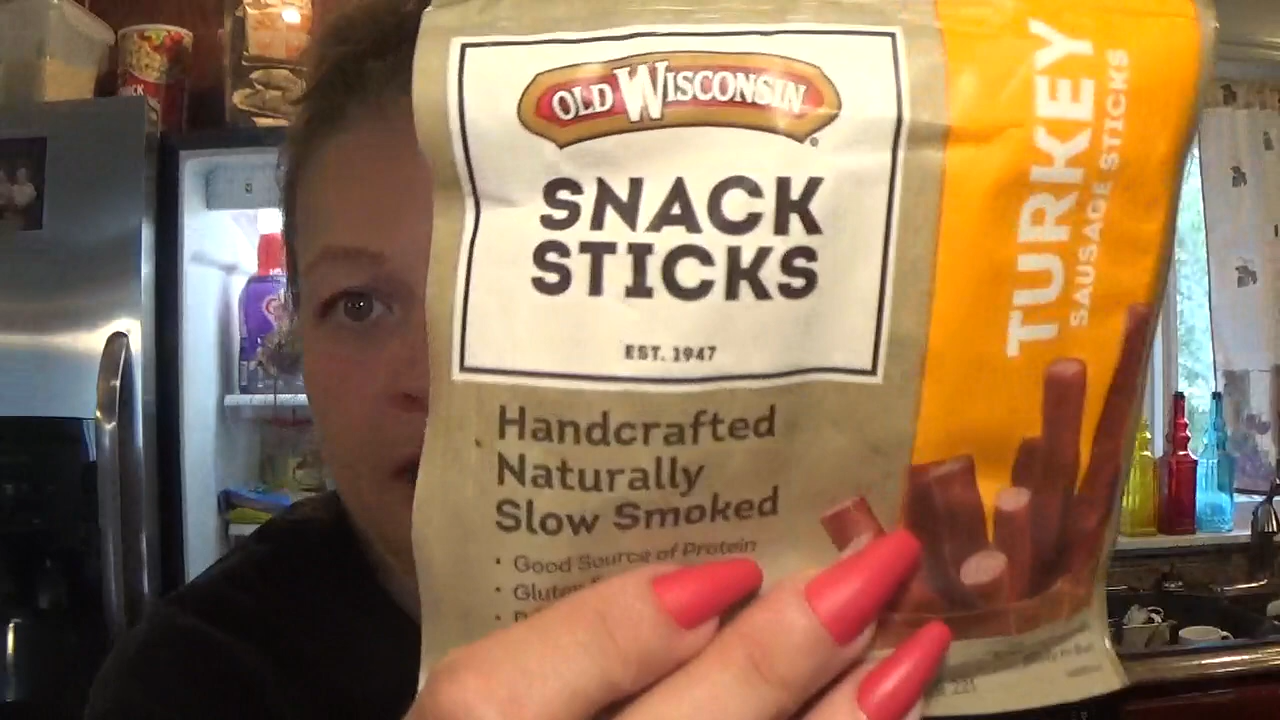 OLD WISCONSIN
SNACK
STICKS
EST. 1947
TURKEY
SAUSAGE STICKS
Handcrafted
Naturally
Slow Smoked
• Good Source of Protein